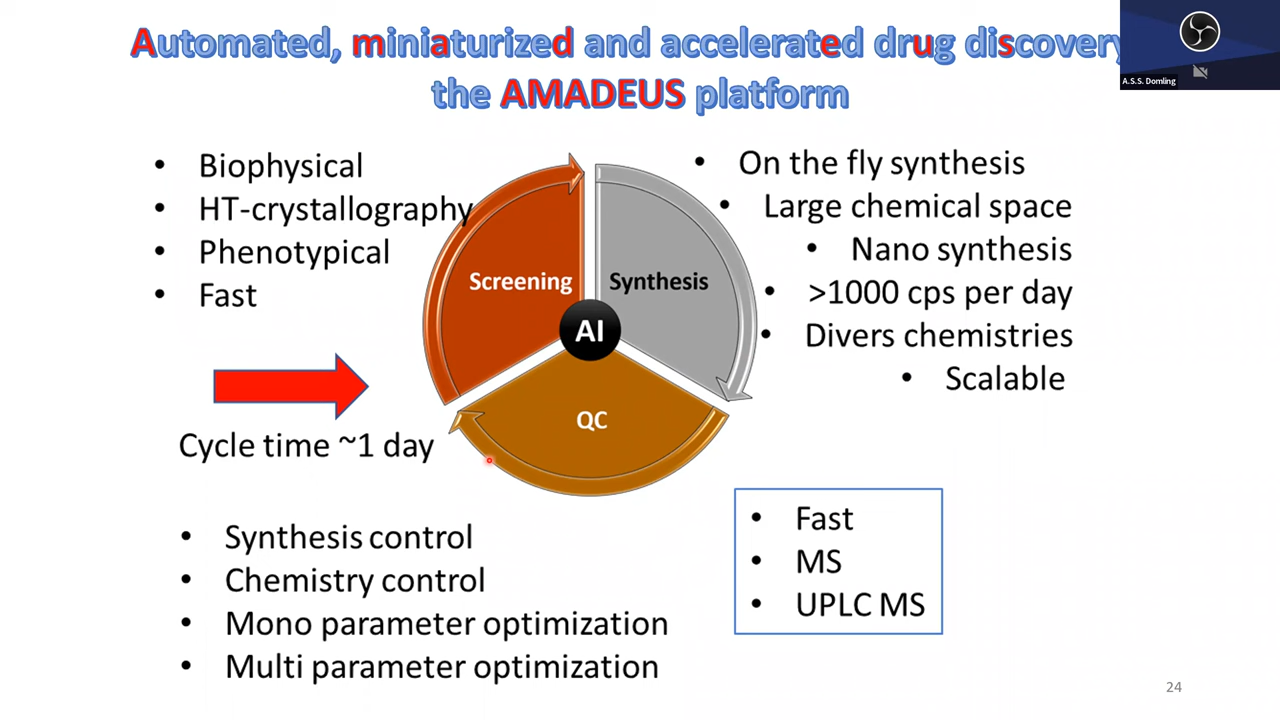 Automated, miniaturized and accelerated drug discovery
the AMADEUS platform
A.S.S. Domling
• Biophysical
• HT-crystallography
• Phenotypical
• Fast
• On the fly synthesis
• Large chemical space
• Nano synthesis
• >1000 cps per day
• Divers chemistries
• Scalable
Screening
Synthesis
AI
QC
Cycle time ~1 day
• Synthesis control
• Chemistry control
• Mono parameter optimization
• Multi parameter optimization
• Fast
• MS
• UPLC MS
24